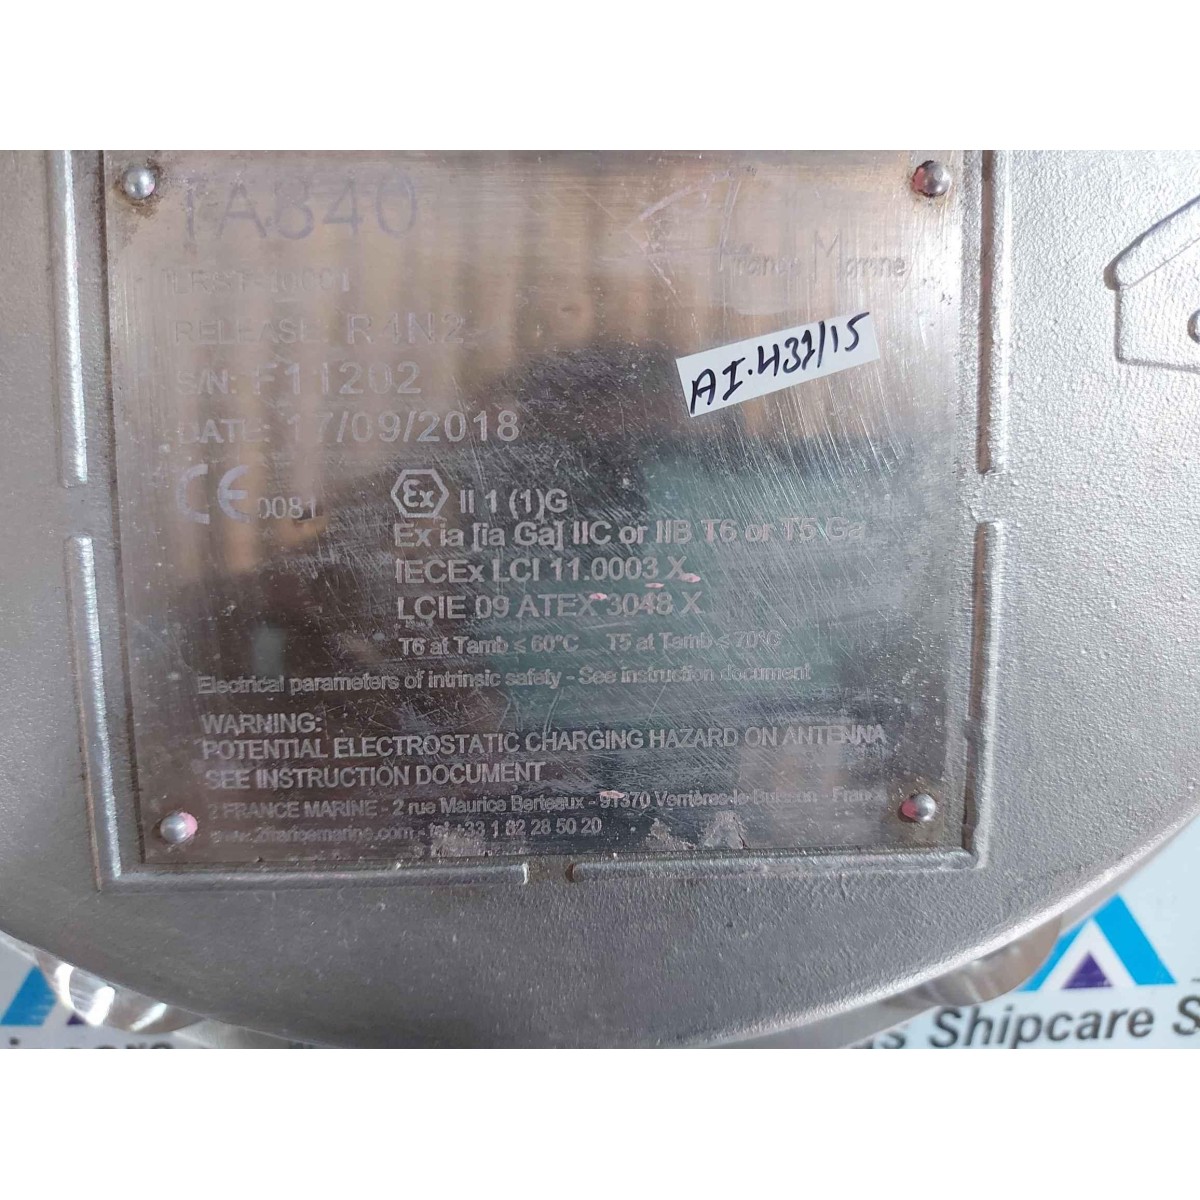 TA840
France Marine
RELEASE: R4N2
AI.431/15
S/N: F11202
DATE: 17/09/2018
CE 0081
Ex II 1 (1)G
Ex ia [ia Ga] IIC or IIB T6 or T5 Ga
IECEx LCI 11.0003 X
LCIE 09 ATEX 3048 X
T6 at Tamb ≤ 60°C T5 at Tamb ≤ 70°C
Electrical parameters of intrinsic safety - See instruction document
WARNING:
POTENTIAL ELECTROSTATIC CHARGING HAZARD ON ANTENNA
SEE INSTRUCTION DOCUMENT
2 FRANCE MARINE - 2 rue Maurice Berteaux - 91370 Verrières-le-Buisson - France
www.2francemarine.com - tel +33 1 82 28 50 20
Shipcare S